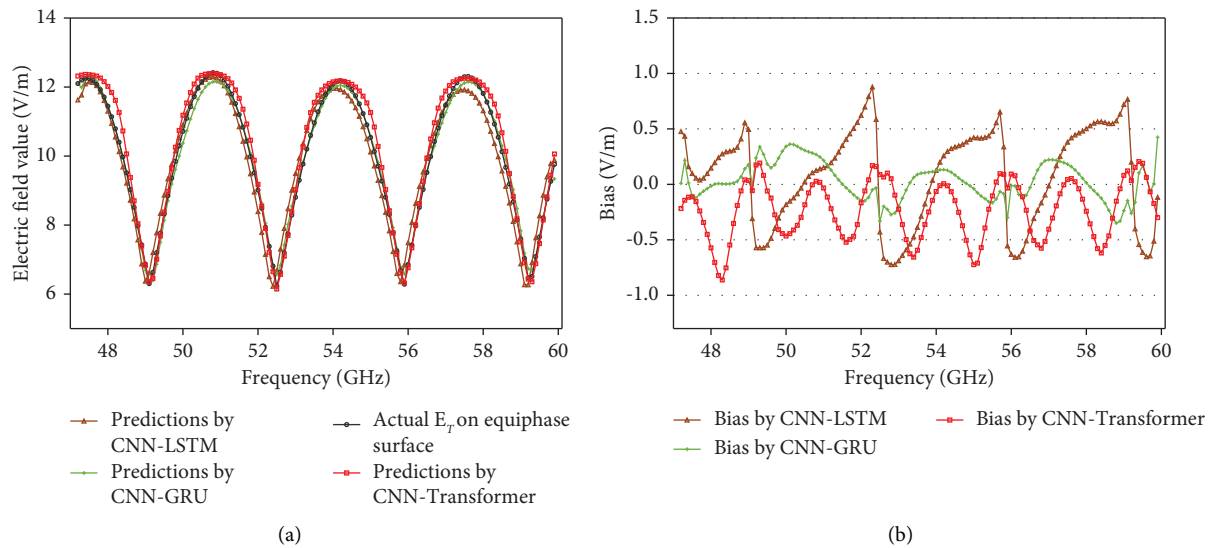 14
12
10
8
6
Electric field value (V/m)
48 50 52 54 56 58 60
Frequency (GHz)
Predictions by
CNN-LSTM
Predictions by
CNN-GRU
Actual E_T on equiphase
surface
Predictions by
CNN-Transformer
(a)
1.5
1.0
0.5
0.0
-0.5
-1.0
Bias (V/m)
48 50 52 54 56 58 60
Frequency (GHz)
Bias by CNN-LSTM
Bias by CNN-GRU
Bias by CNN-Transformer
(b)